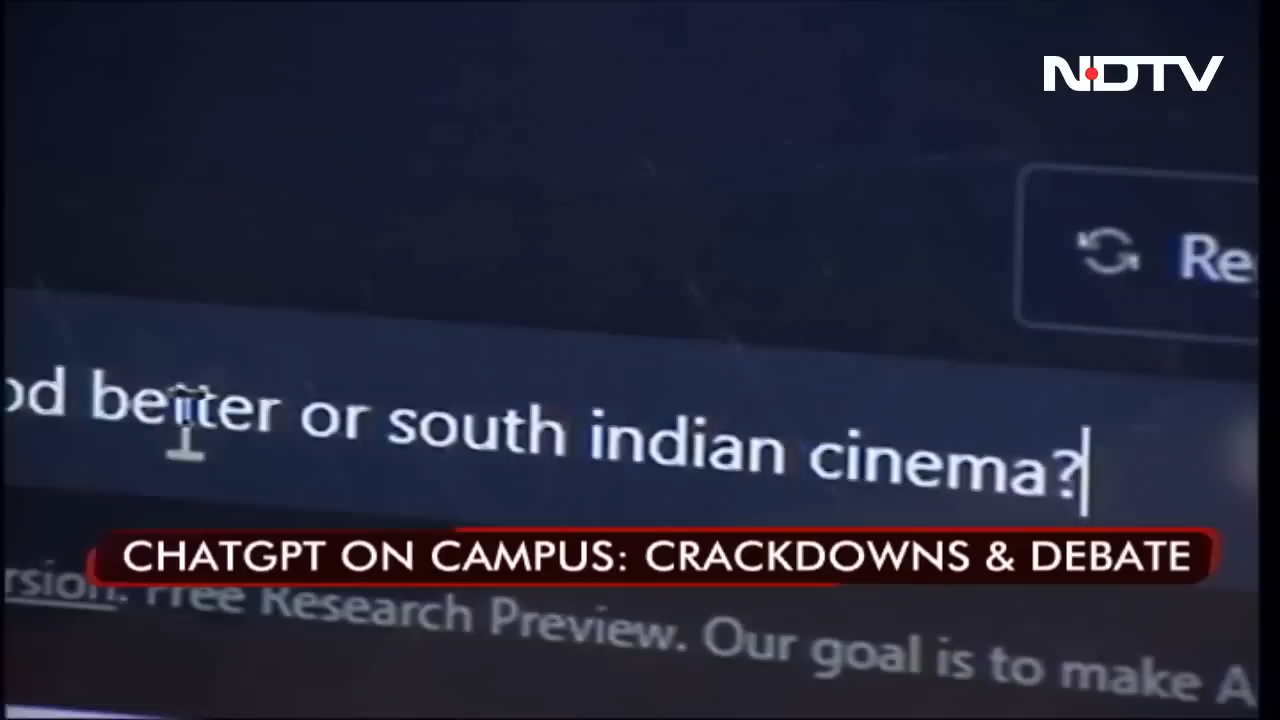 NDTV
Re
od better or south indian cinema?
CHATGPT ON CAMPUS: CRACKDOWNS & DEBATE
rsion. Free Research Preview. Our goal is to make A